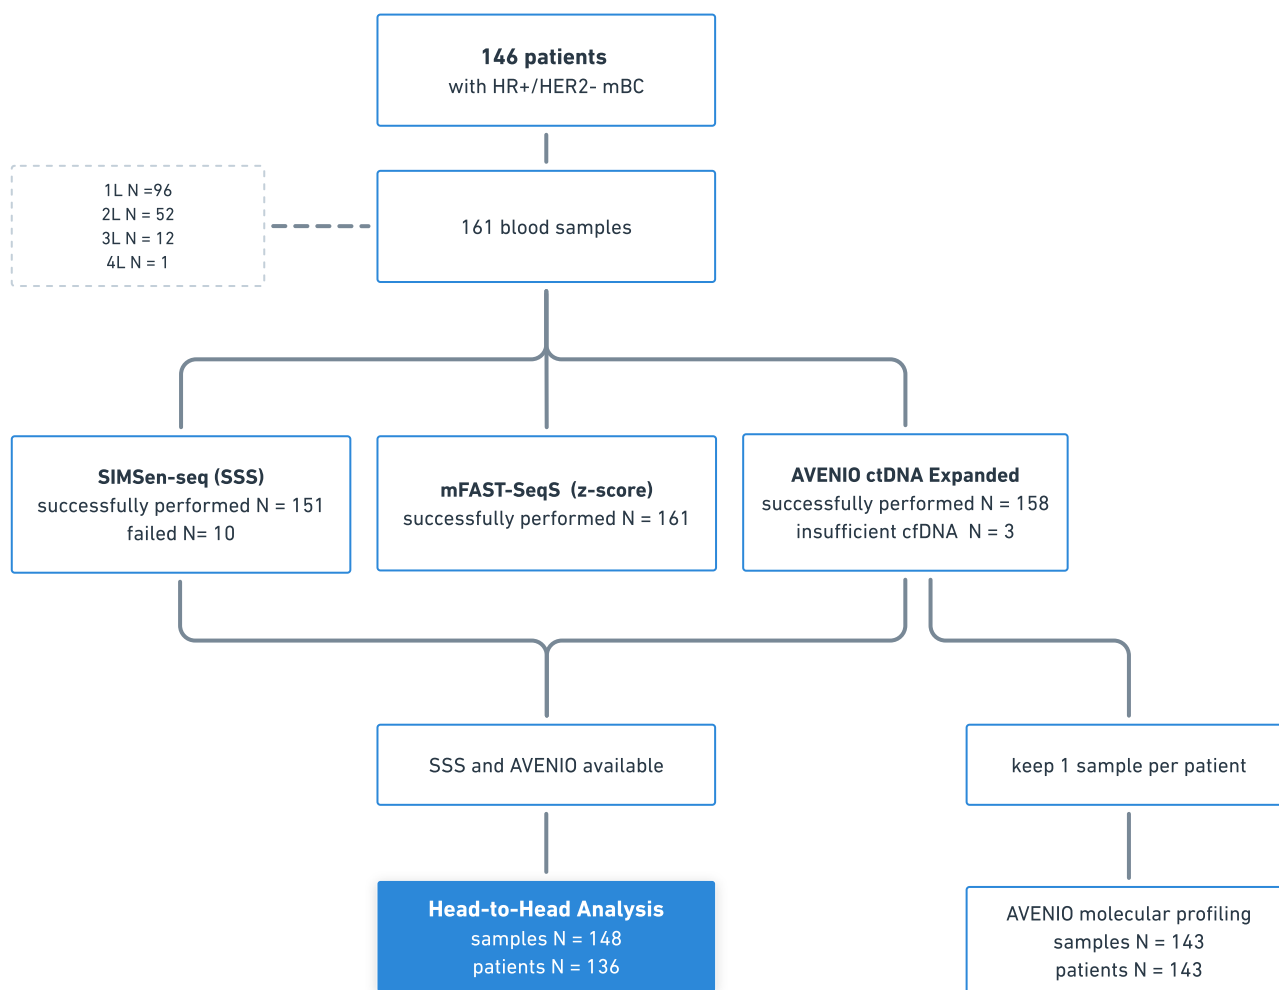 146 patients
with HR+/HER2- mBC
1L N =96
2L N = 52
3L N = 12
4L N = 1
161 blood samples
SIMSen-seq (SSS)
successfully performed N = 151
failed N= 10
mFAST-SeqS (z-score)
successfully performed N = 161
AVENIO ctDNA Expanded
successfully performed N = 158
insufficient cfDNA N = 3
SSS and AVENIO available
keep 1 sample per patient
Head-to-Head Analysis
samples N = 148
patients N = 136
AVENIO molecular profiling
samples N = 143
patients N = 143